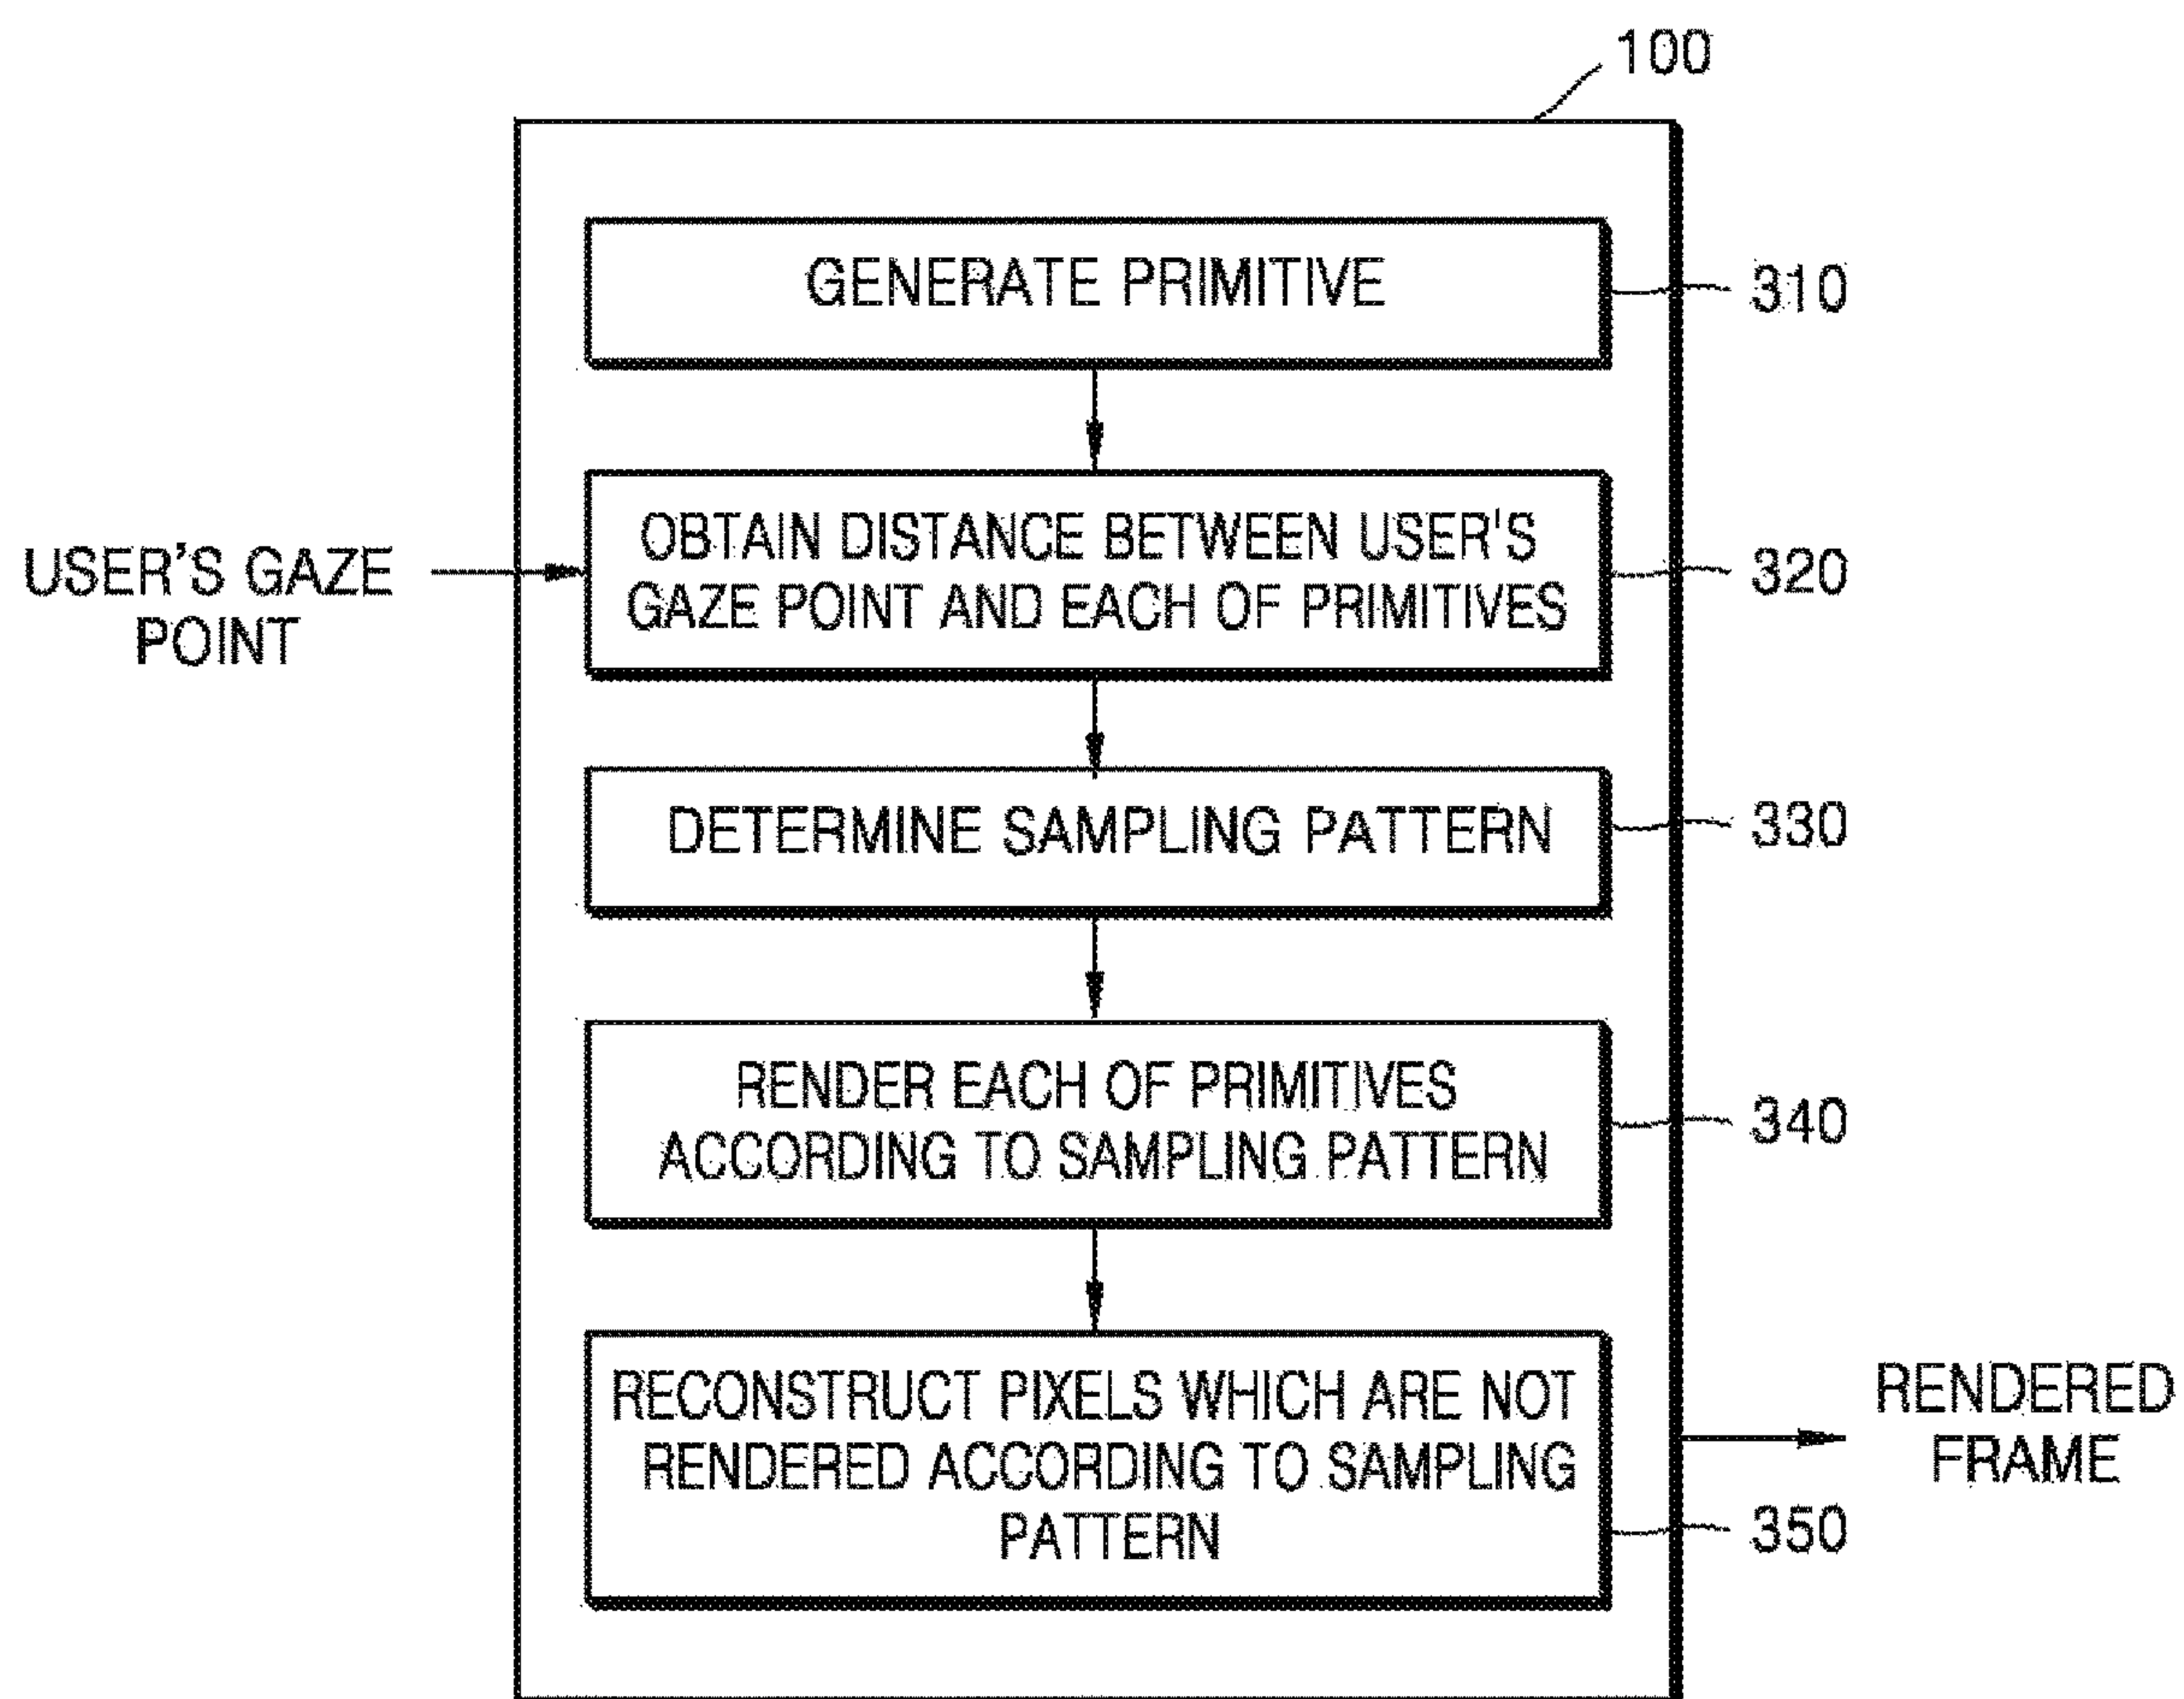 100
GENERATE PRIMITIVE
310
USER'S GAZE
POINT
OBTAIN DISTANCE BETWEEN USER'S
GAZE POINT AND EACH OF PRIMITIVES
320
DETERMINE SAMPLING PATTERN
330
RENDER EACH OF PRIMITIVES
ACCORDING TO SAMPLING PATTERN
340
RECONSTRUCT PIXELS WHICH ARE NOT
RENDERED ACCORDING TO SAMPLING
PATTERN
350
RENDERED
FRAME